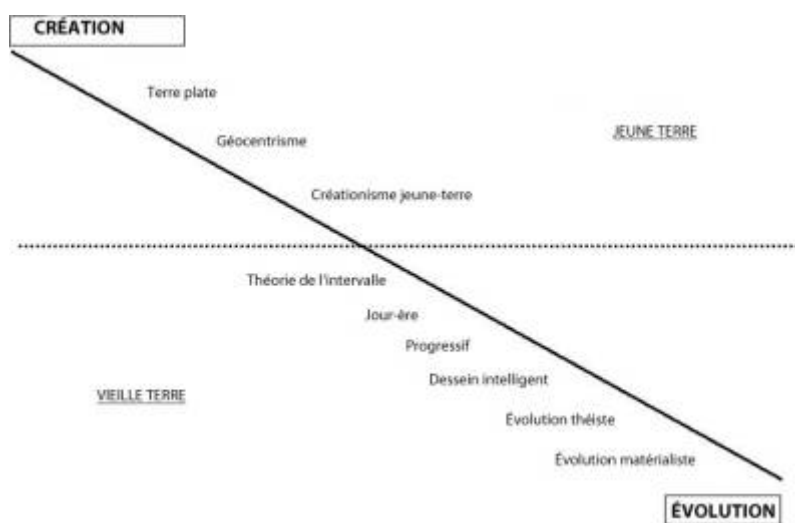 CRÉATION
Terre plate
Géocentrisme
JEUNE TERRE
Créationisme jeune-terre
Théorie de l'intervalle
Jour-ère
Progressif
Dessein intelligent
VIEILLE TERRE
Évolution théiste
Évolution matérialiste
ÉVOLUTION